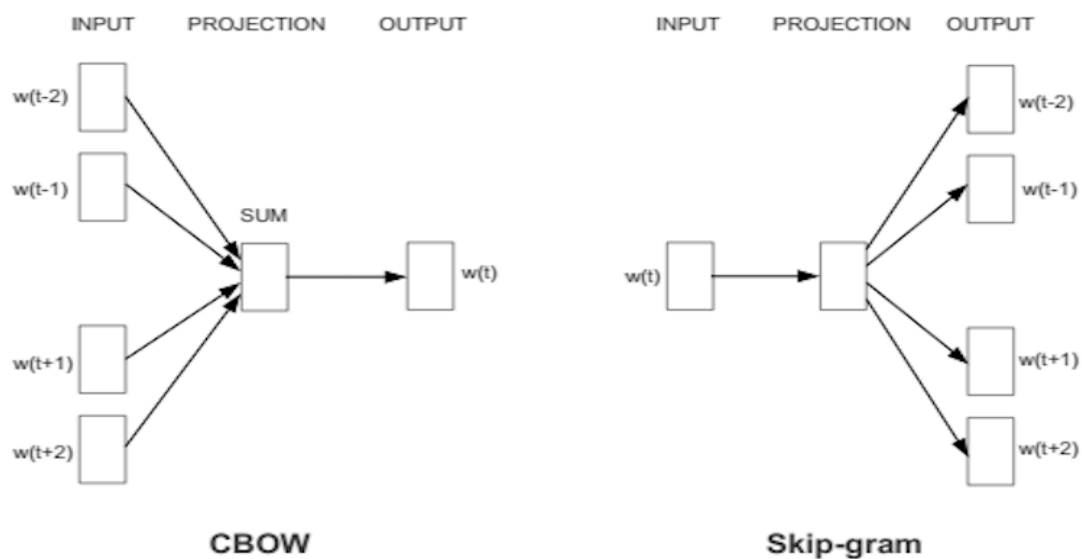 INPUT PROJECTION OUTPUT
w(t-2)
w(t-1)
SUM
w(t)
w(t+1)
w(t+2)
CBOW
INPUT PROJECTION OUTPUT
w(t-2)
w(t-1)
w(t)
w(t+1)
w(t+2)
Skip-gram